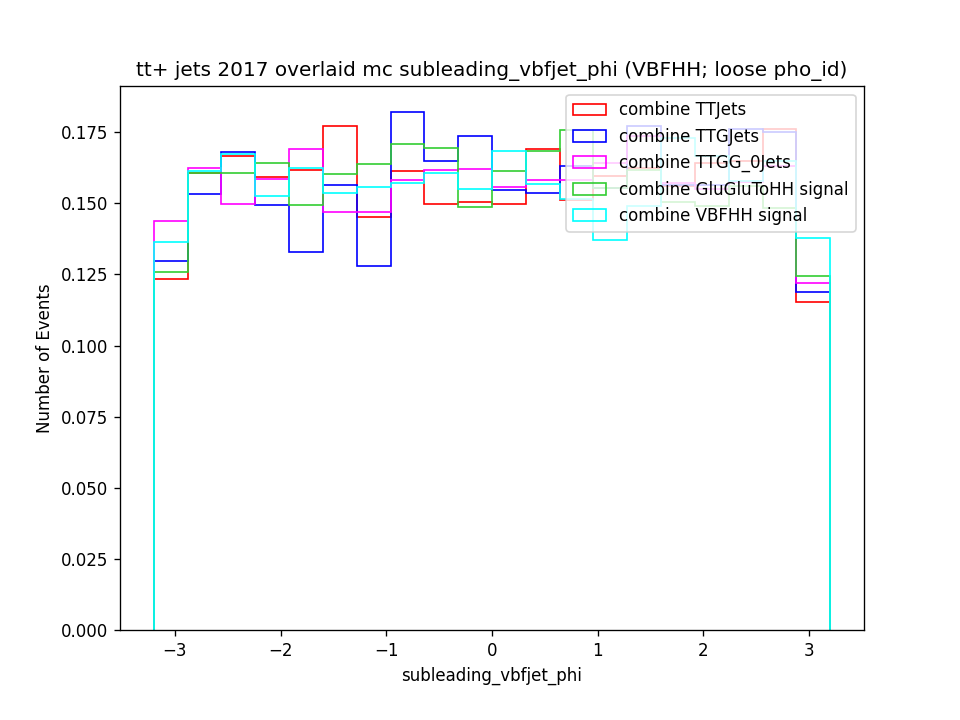 tt+ jets 2017 overlaid mc subleading_vbfjet_phi (VBFHH; loose pho_id)
combine TTJets
combine TTGJets
combine TTGG_0Jets
combine GluGluToHH signal
combine VBFHH signal
Number of Events
0.175
0.150
0.125
0.100
0.075
0.050
0.025
0.000
−3 −2 −1 0 1 2 3
subleading_vbfjet_phi